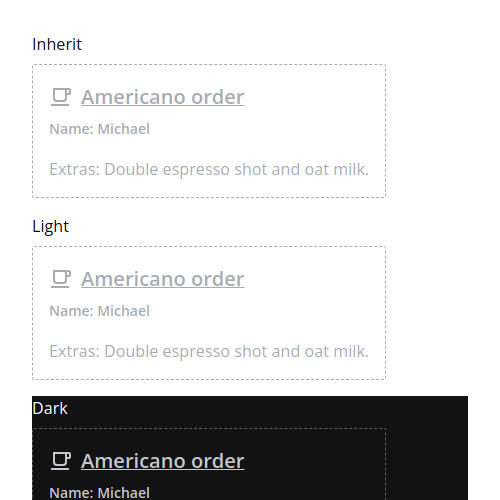 Inherit
Americano order
Name: Michael
Extras: Double espresso shot and oat milk.
Light
Americano order
Name: Michael
Extras: Double espresso shot and oat milk.
Dark
Americano order
Name: Michael